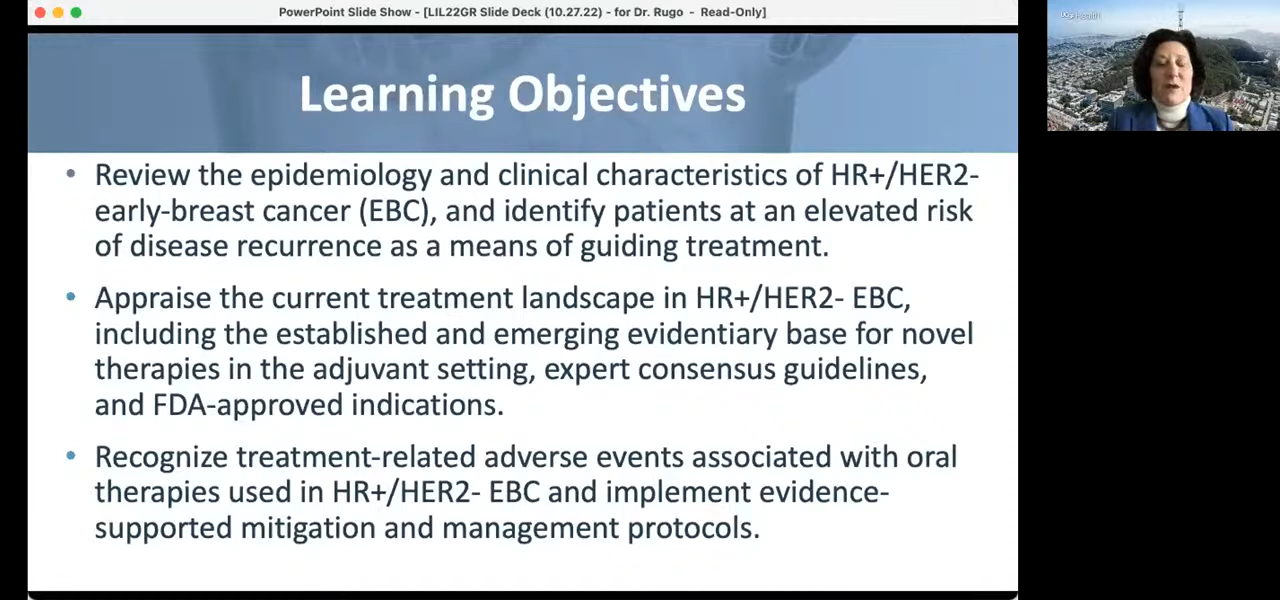 PowerPoint Slide Show - [LIL22GR Slide Deck (10.27.22) - for Dr. Rugo - Read-Only]
Learning Objectives
• Review the epidemiology and clinical characteristics of HR+/HER2-
early-breast cancer (EBC), and identify patients at an elevated risk
of disease recurrence as a means of guiding treatment.
• Appraise the current treatment landscape in HR+/HER2- EBC,
including the established and emerging evidentiary base for novel
therapies in the adjuvant setting, expert consensus guidelines,
and FDA-approved indications.
• Recognize treatment-related adverse events associated with oral
therapies used in HR+/HER2- EBC and implement evidence-
supported mitigation and management protocols.
Health